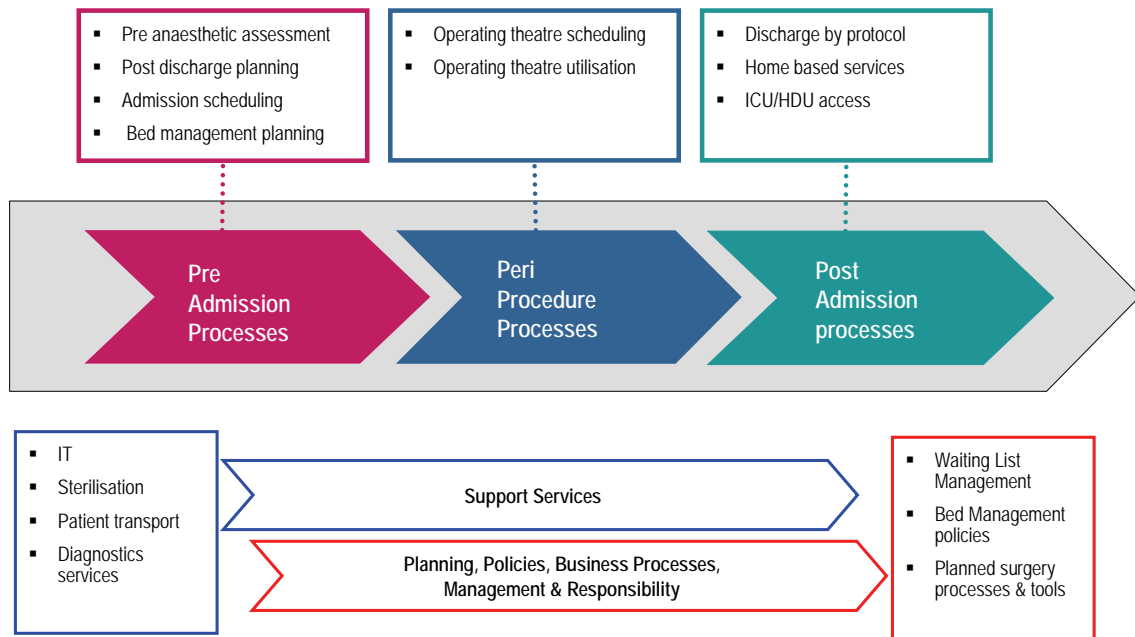 ▪ Pre anaesthetic assessment
▪ Post discharge planning
▪ Admission scheduling
▪ Bed management planning
▪ Operating theatre scheduling
▪ Operating theatre utilisation
▪ Discharge by protocol
▪ Home based services
▪ ICU/HDU access
Pre
Admission
Processes
Peri
Procedure
Processes
Post
Admission
processes
▪ IT
▪ Sterilisation
▪ Patient transport
▪ Diagnostics
services
Support Services
Planning, Policies, Business Processes,
Management & Responsibility
▪ Waiting List
Management
▪ Bed Management
policies
▪ Planned surgery
processes & tools